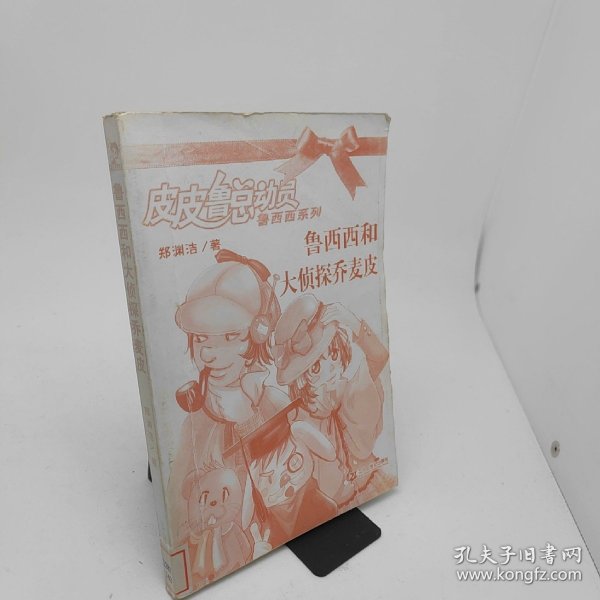 皮皮鲁总动员
鲁西西系列
郑渊洁/著
鲁西西和
大侦探乔麦皮
鲁西西和大侦探乔麦皮
孔夫子旧书网
www.kongfz.com